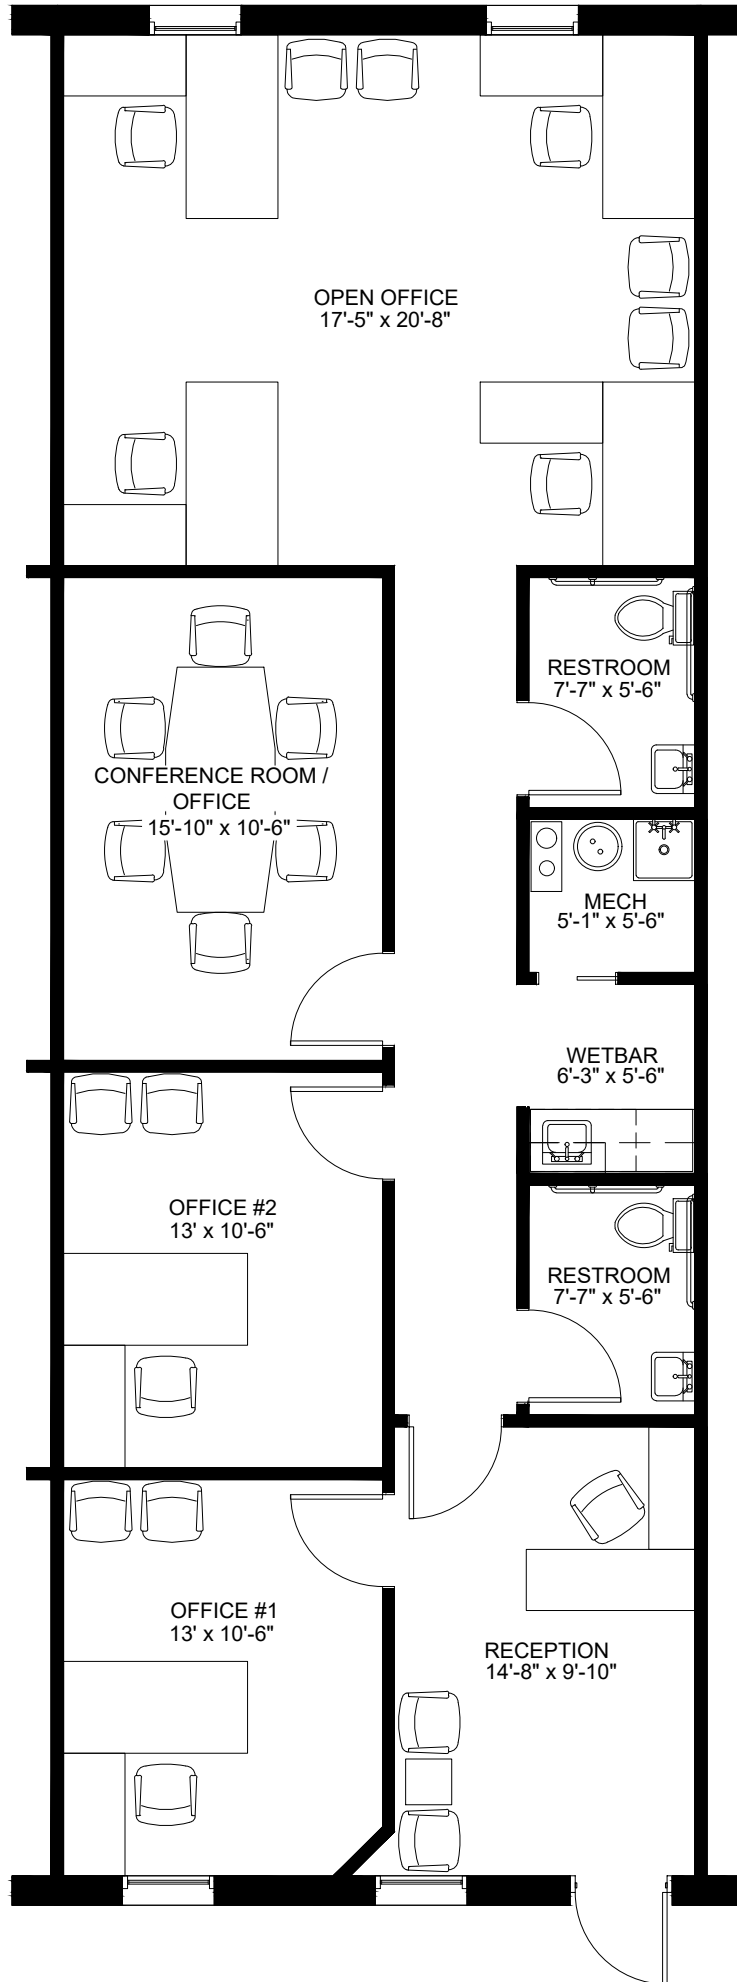 OPEN OFFICE
17'-5" x 20'-8"
RESTROOM
7'-7" x 5'-6"
CONFERENCE ROOM /
OFFICE
15'-10" x 10'-6"
MECH
5'-1" x 5'-6"
WETBAR
6'-3" x 5'-6"
OFFICE #2
13' x 10'-6"
RESTROOM
7'-7" x 5'-6"
OFFICE #1
13' x 10'-6"
RECEPTION
14'-8" x 9'-10"